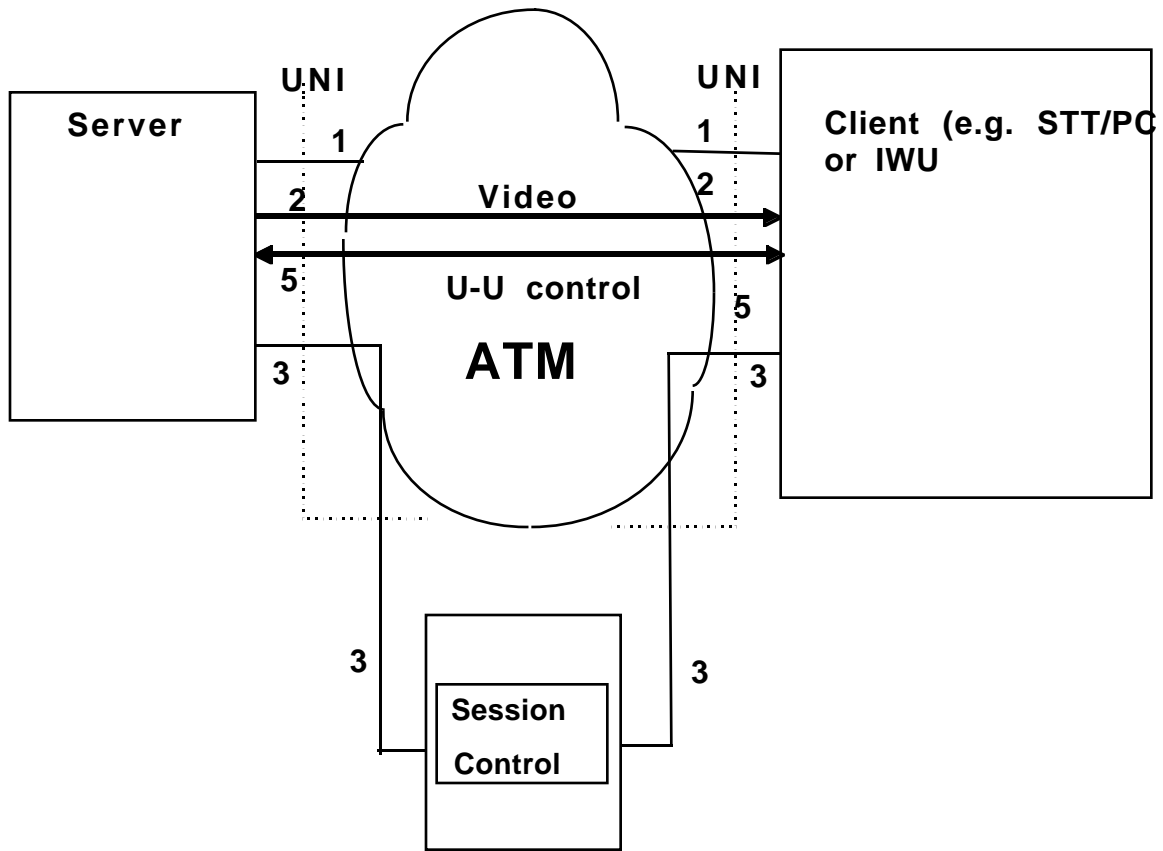 UNI
UNI
Server
Client (e.g. STT/PC
or IWU
1
1
2
Video
2
5
U-U control
5
3
ATM
3
3
3
Session
Control